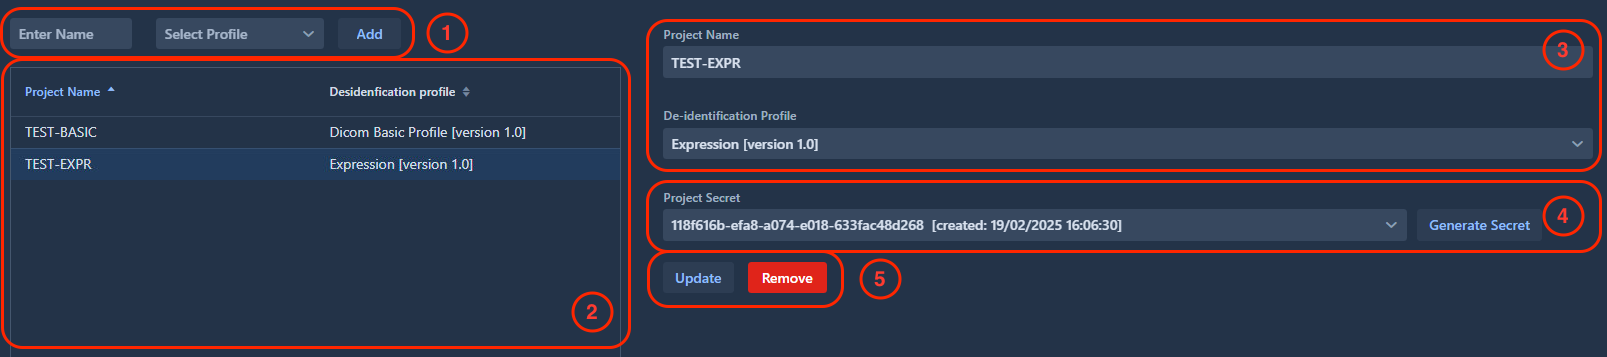 Enter Name Select Profile Add 1
Project Name Desidenfication profile
TEST-BASIC Dicom Basic Profile [version 1.0]
TEST-EXPR Expression [version 1.0]
2
Project Name 3
TEST-EXPR
De-identification Profile
Expression [version 1.0]
Project Secret
118f616b-efa8-a074-e018-633fac48d268 [created: 19/02/2025 16:06:30] Generate Secret 4
Update Remove 5